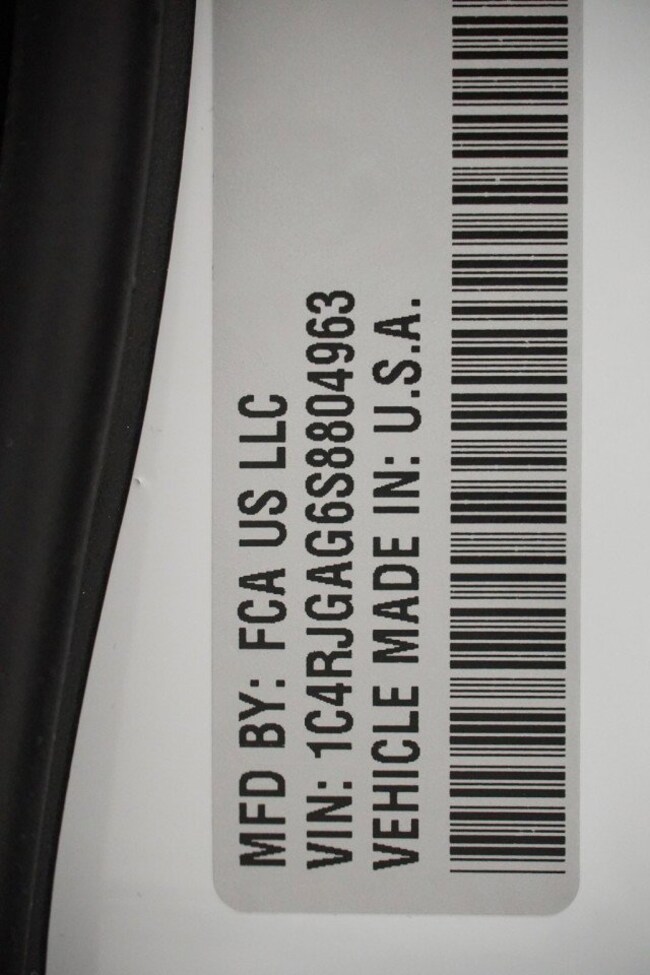 MFD BY: FCA US LLC
VIN: 1C4RJGAG6S8804963
VEHICLE MADE IN: U.S.A.